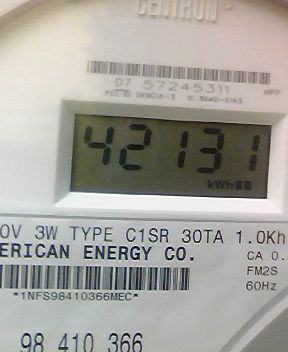 CENTRON
07 57245311
42131
kWh
0V 3W TYPE C1SR 30TA 1.0Kh
ERICAN ENERGY CO.
CA 0.
FM2S
60Hz
*1NFS98410366MEC*
98 410 366